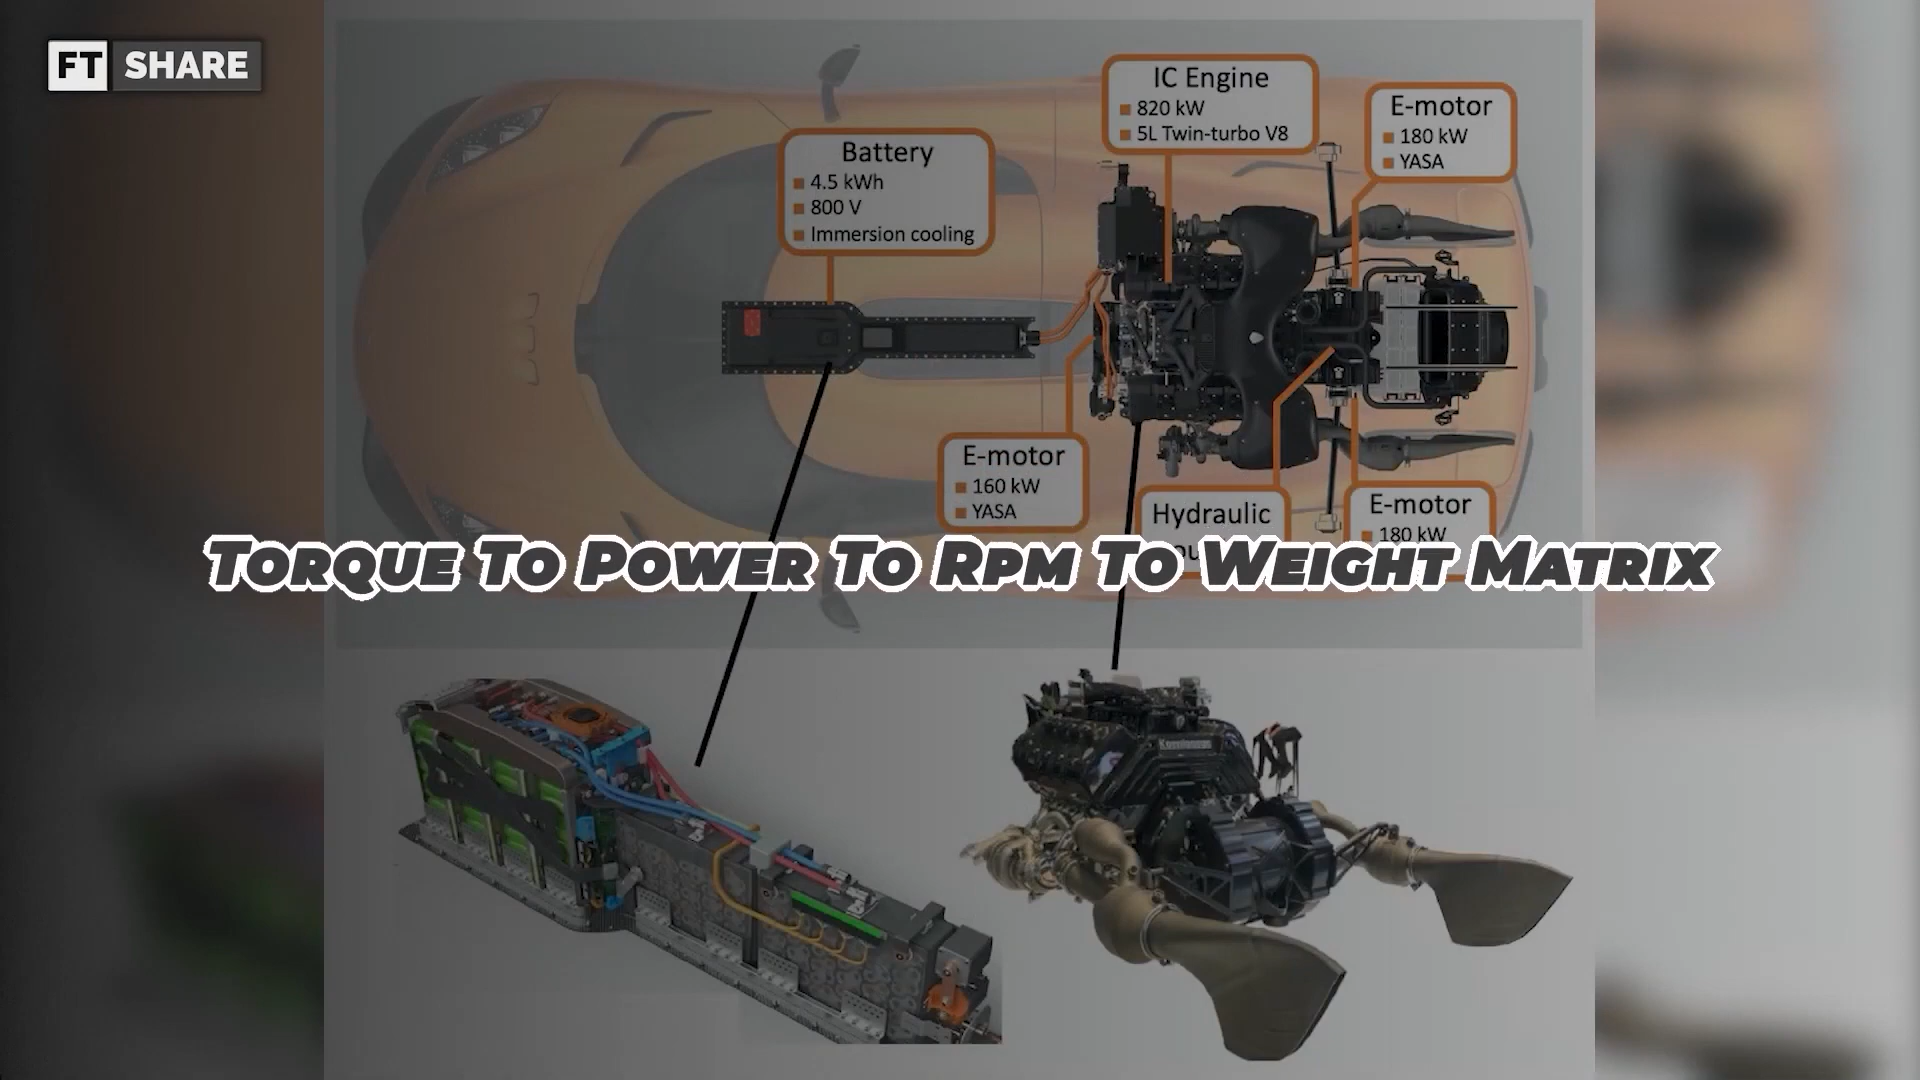 FT SHARE
IC Engine
820 kW
5L Twin-turbo V8
E-motor
180 kW
YASA
Battery
4.5 kWh
800 V
Immersion cooling
E-motor
160 kW
YASA
Hydraulic
E-motor
180 kW
TORQUE TO POWER TO RPM TO WEIGHT MATRIX
Koenigsegg